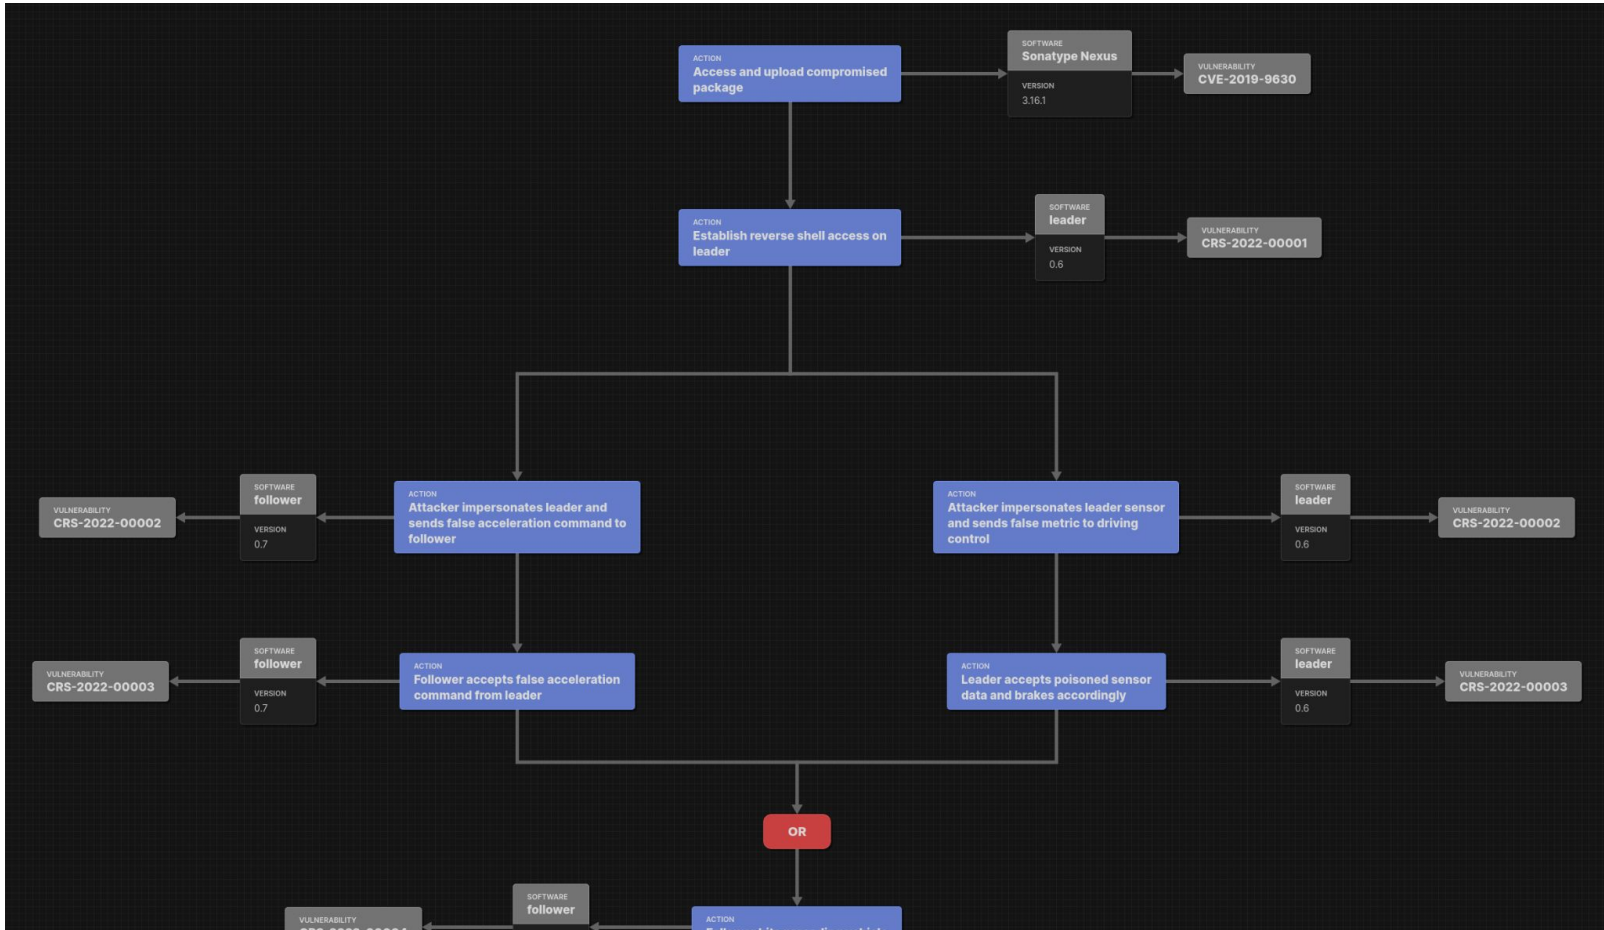 ACTION
Access and upload compromised
package
SOFTWARE
Sonatype Nexus
VERSION
3.16.1
VULNERABILITY
CVE-2019-9630
ACTION
Establish reverse shell access on
leader
SOFTWARE
leader
VERSION
0.6
VULNERABILITY
CRS-2022-00001
VULNERABILITY
CRS-2022-00002
SOFTWARE
follower
VERSION
0.7
ACTION
Attacker impersonates leader and
sends false acceleration command to
follower
ACTION
Attacker impersonates leader sensor
and sends false metric to driving
control
SOFTWARE
leader
VERSION
0.6
VULNERABILITY
CRS-2022-00002
VULNERABILITY
CRS-2022-00003
SOFTWARE
follower
VERSION
0.7
ACTION
Follower accepts false acceleration
command from leader
ACTION
Leader accepts poisoned sensor
data and brakes accordingly
SOFTWARE
leader
VERSION
0.6
VULNERABILITY
CRS-2022-00003
OR
VULNERABILITY
SOFTWARE
follower
ACTION